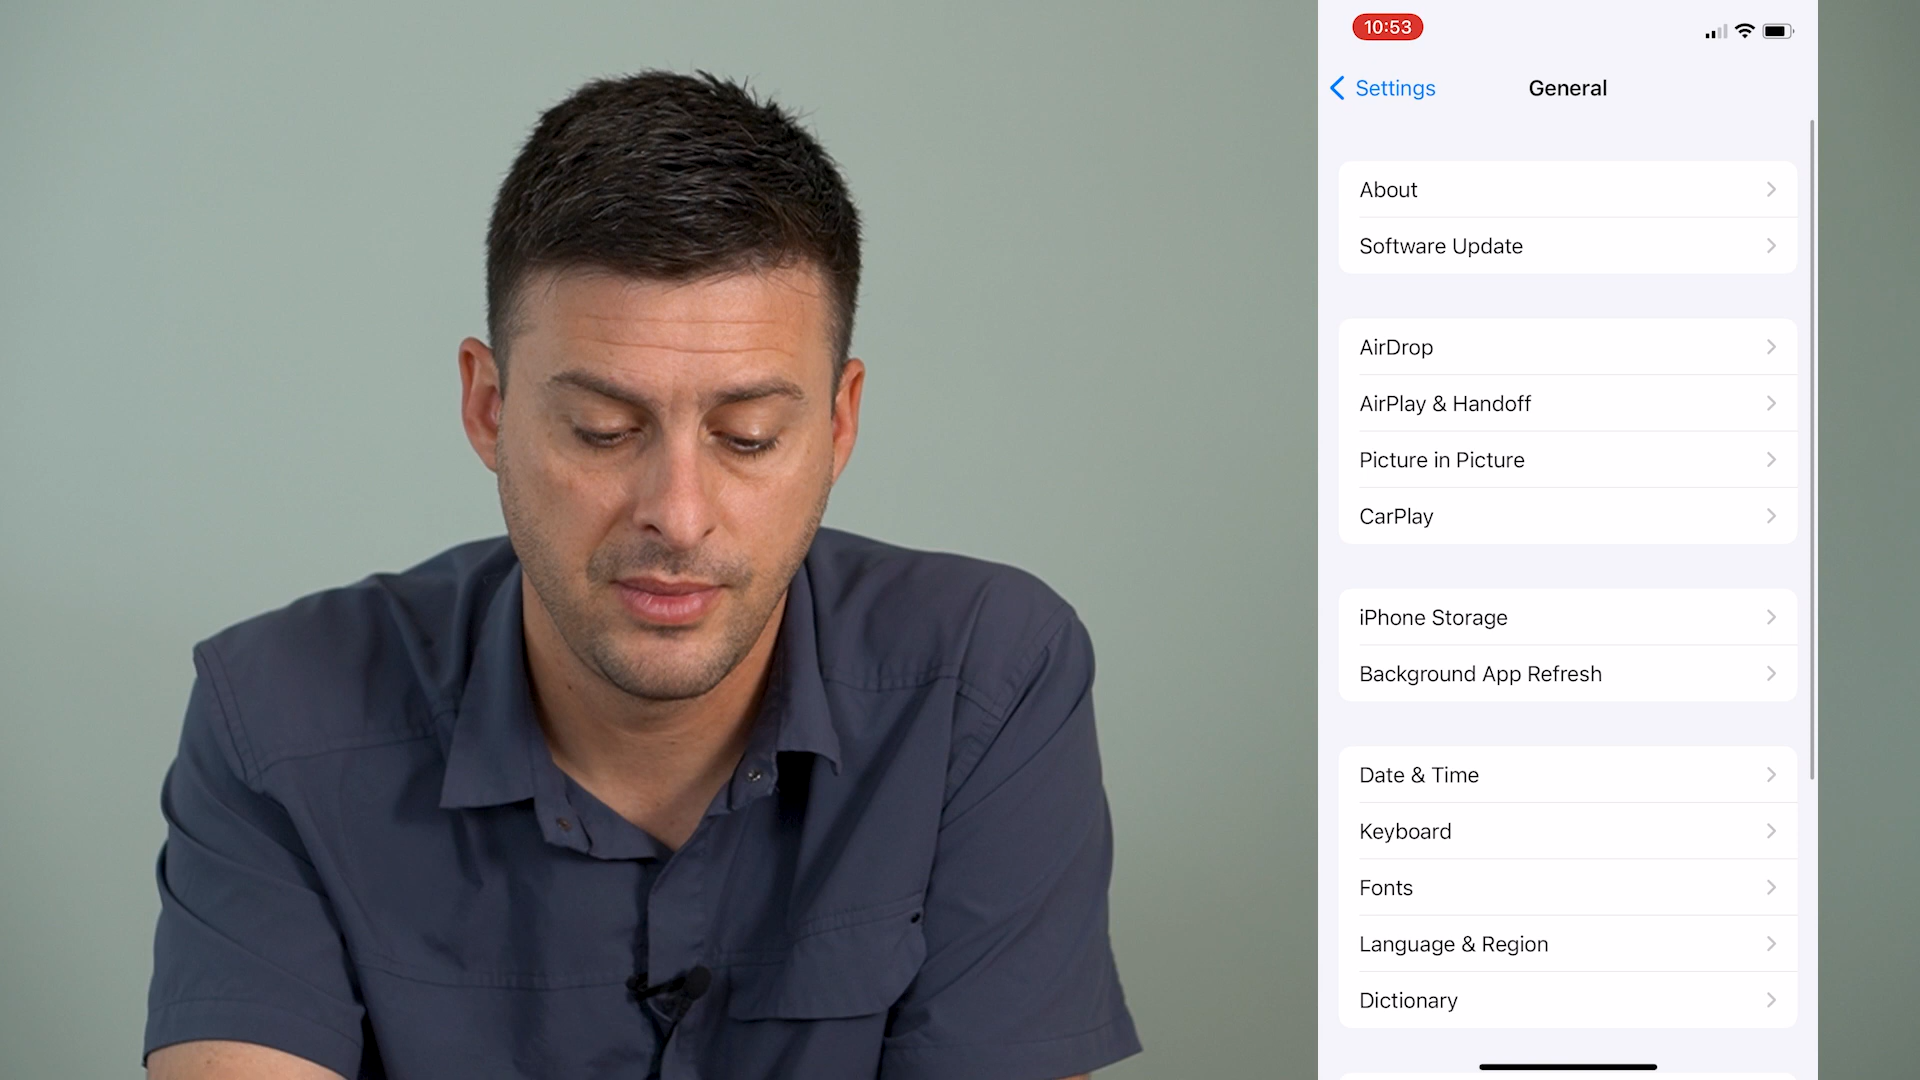 10:53
Settings
General
About
Software Update
AirDrop
AirPlay & Handoff
Picture in Picture
CarPlay
iPhone Storage
Background App Refresh
Date & Time
Keyboard
Fonts
Language & Region
Dictionary